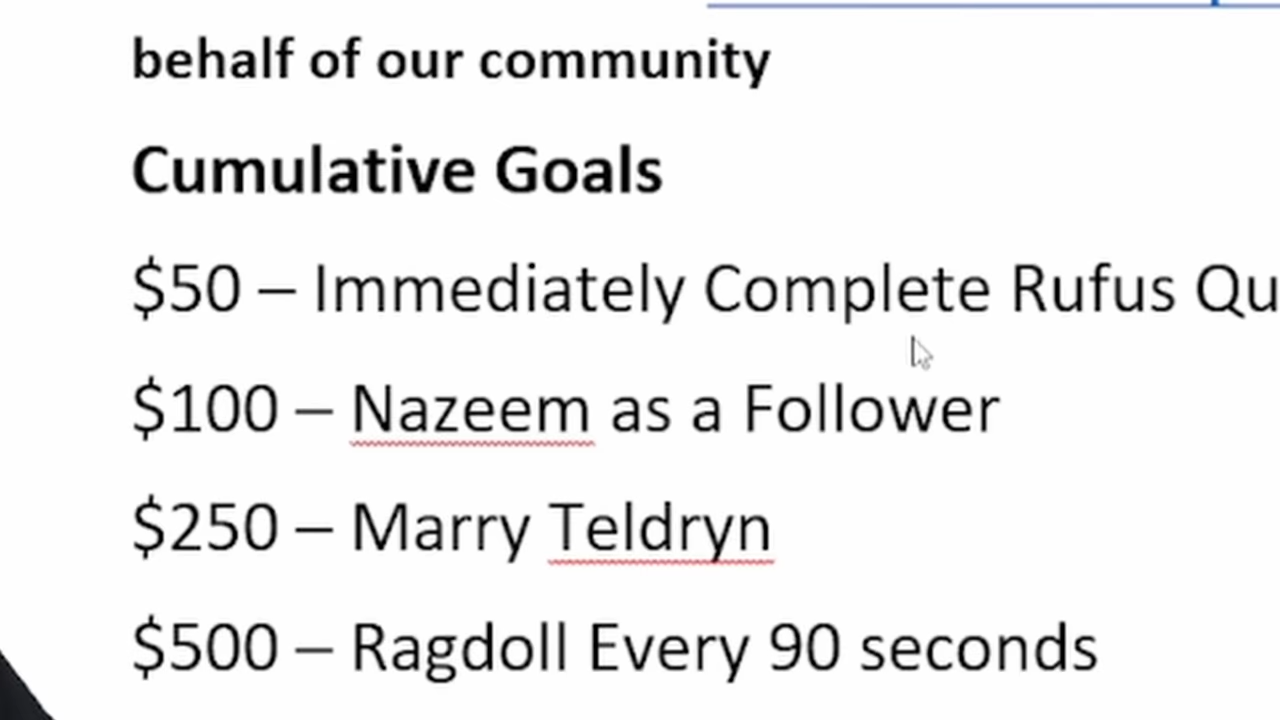 behalf of our community
Cumulative Goals
$50 – Immediately Complete Rufus
$100 – Nazeem as a Follower
$250 – Marry Teldryn
$500 – Ragdoll Every 90 seconds